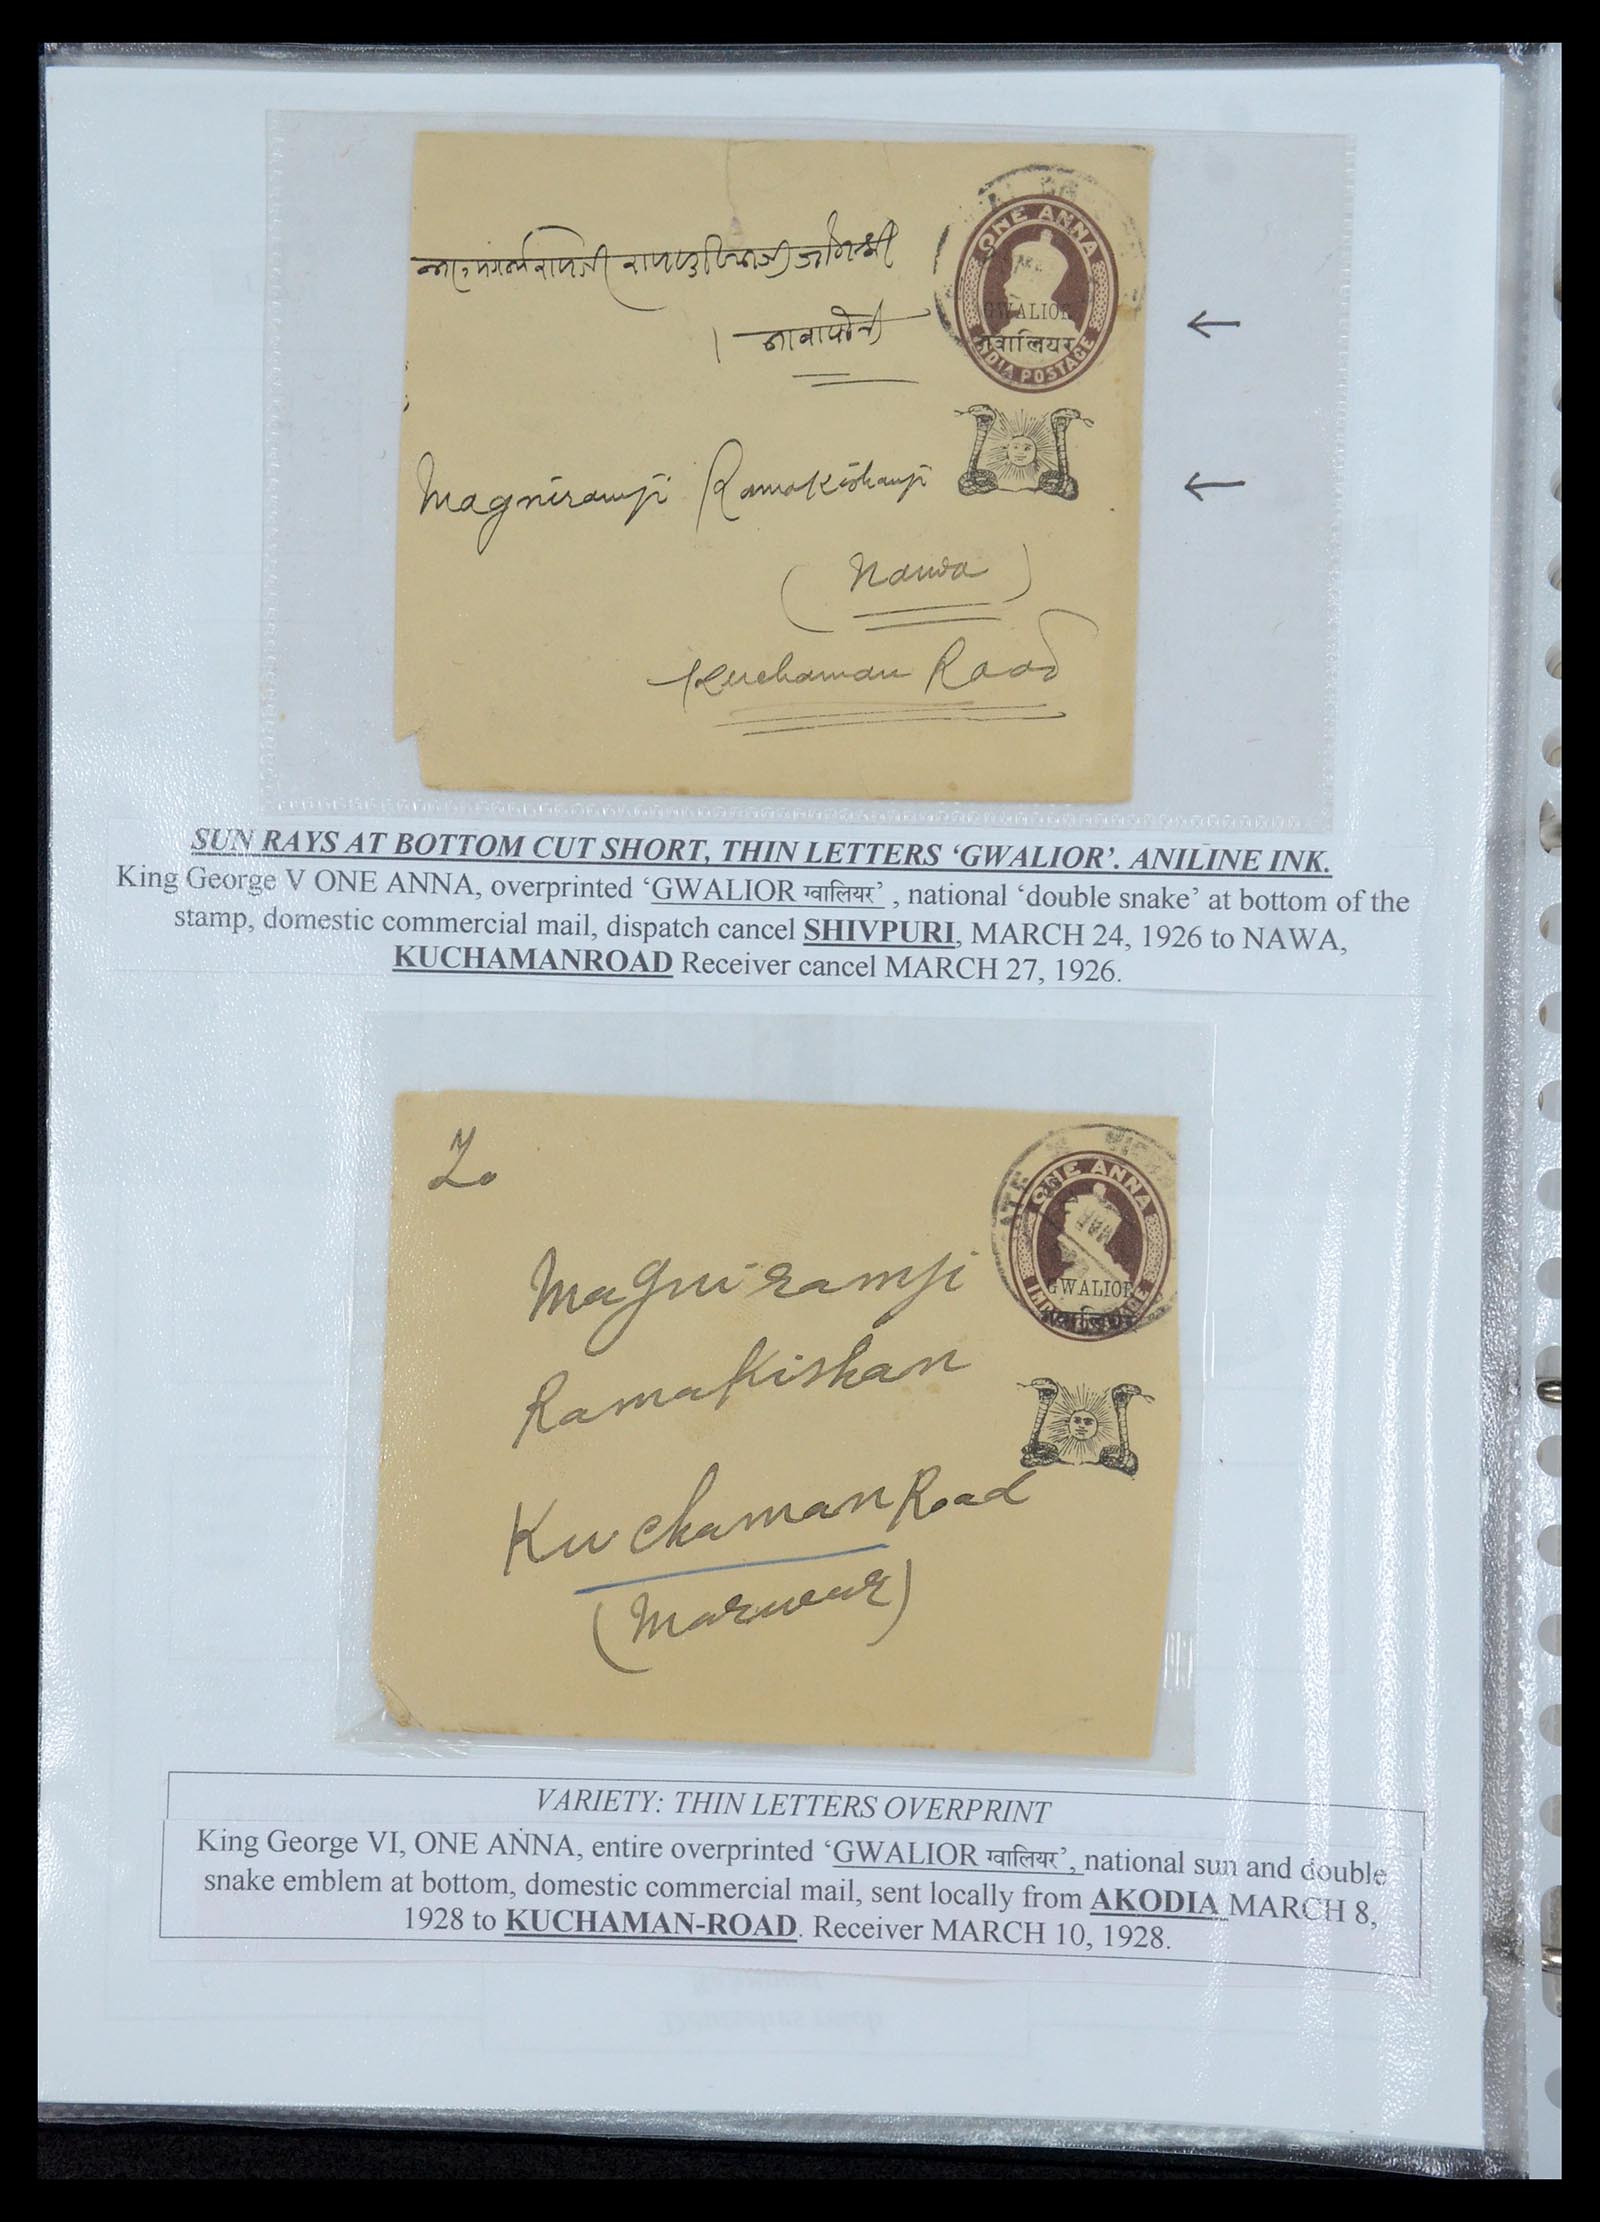 ONE ANNA
GWALIOR
ग्वालियर
INDIA POSTAGE
Magniramji Ramakishanji
(Nawa)
Kuchaman Road
SUN RAYS AT BOTTOM CUT SHORT, THIN LETTERS ‘GWALIOR’. ANILINE INK.
King George V ONE ANNA, overprinted ‘GWALIOR ग्वालियर’ , national ‘double snake’ at bottom of the
stamp, domestic commercial mail, dispatch cancel SHIVPURI, MARCH 24, 1926 to NAWA,
KUCHAMANROAD Receiver cancel MARCH 27, 1926.
To
ONE ANNA
GWALIOR
Magniramji
Ramakishan
Kuchaman Road
(Marwar)
VARIETY: THIN LETTERS OVERPRINT
King George VI, ONE ANNA, entire overprinted ‘GWALIOR ग्वालियर’, national sun and double
snake emblem at bottom, domestic commercial mail, sent locally from AKODIA MARCH 8,
1928 to KUCHAMAN-ROAD. Receiver MARCH 10, 1928.